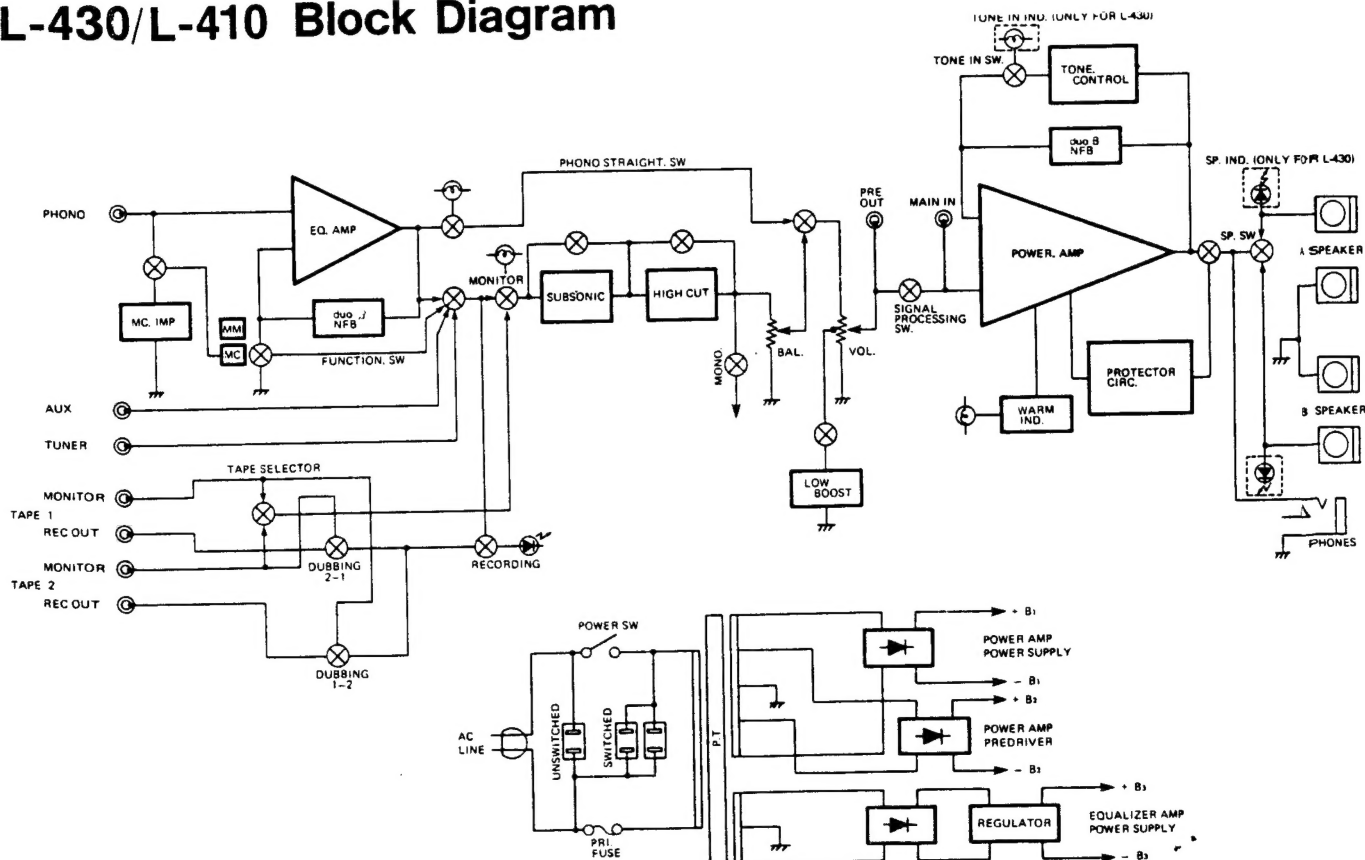 L-430/L-410 Block Diagram
TUNE IN IND. (ONLY FOR L-430)
TONE IN SW.
TONE.
CONTROL
duo B
NFB
PHONO STRAIGHT. SW
SP. IND. (ONLY FOR L-430)
PHONO
EQ. AMP
PRE
OUT
MAIN IN
POWER. AMP
SP. SW
A SPEAKER
MONITOR
SUBSONIC
HIGH CUT
MC. IMP
MM
MC
duo β
NFB
FUNCTION. SW
SIGNAL
PROCESSING
SW.
BAL.
VOL.
MONO.
PROTECTOR
CIRC.
WARM
IND.
B SPEAKER
AUX
TUNER
TAPE SELECTOR
LOW
BOOST
MONITOR
TAPE 1
REC OUT
MONITOR
TAPE 2
REC OUT
DUBBING
2-1
RECORDING
PHONES
DUBBING
1-2
POWER SW
AC
LINE
UNSWITCHED
SWITCHED
PRI.
FUSE
P.T
+ B1
POWER AMP
POWER SUPPLY
- B1
+ B2
POWER AMP
PREDRIVER
- B2
+ B3
REGULATOR
EQUALIZER AMP
POWER SUPPLY
- B3